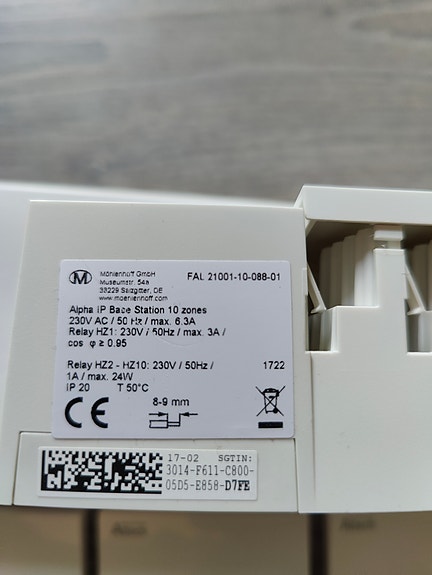 M
Möhlenhoff GmbH
Museumstr. 54a
38229 Salzgitter, DE
www.moehlenhoff.com
FAL 21001-10-088-01
Alpha IP Base Station 10 zones
230V AC / 50 Hz / max. 6.3A
Relay HZ1: 230V / 50Hz / max. 3A /
cos φ ≥ 0.95
Relay HZ2 - HZ10: 230V / 50Hz /
1A / max. 24W
1722
IP 20 T 50°C
CE
8-9 mm
17-02 SGTIN:
3014-F611-C800-
05D5-E858-D7FE